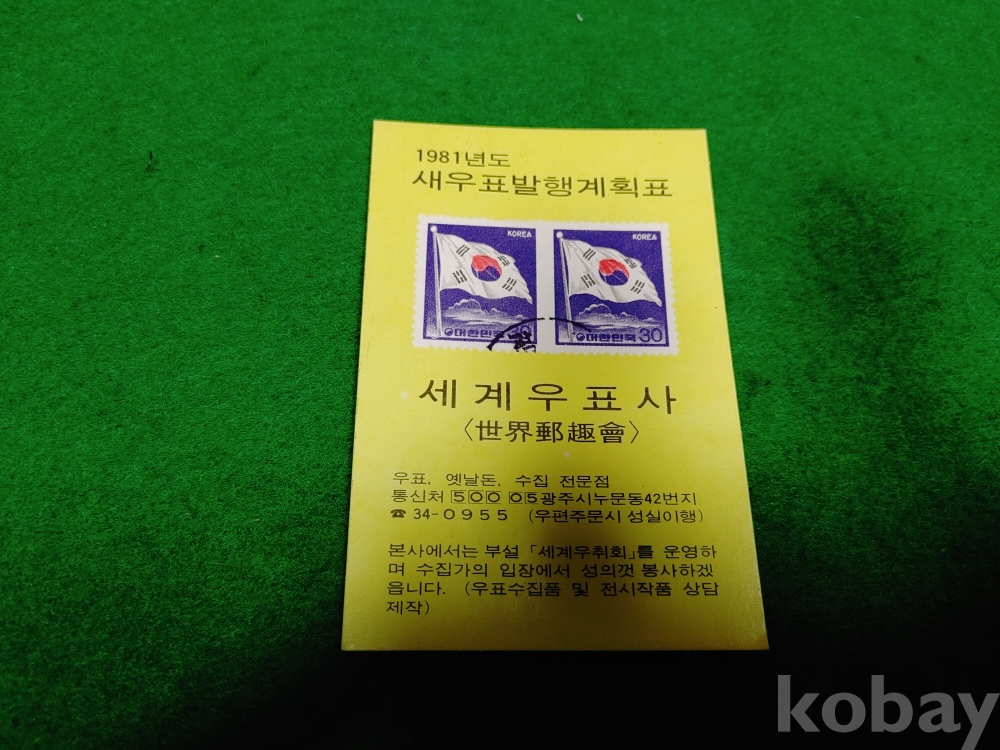 1981년도
새우표발행계획표
KOREA
KOREA
대한민국
대한민국 30
세계우표사
〈世界郵趣會〉
우표, 옛날돈, 수집 전문점
통신처 500 05 광주시누문동42번지
☎ 34-0955 (우편주문시 성실이행)
본사에서는 부설 「세계우취회」를 운영하
며 수집가의 입장에서 성의껏 봉사하겠
읍니다. (우표수집품 및 전시작품 상담
제작)
kobay